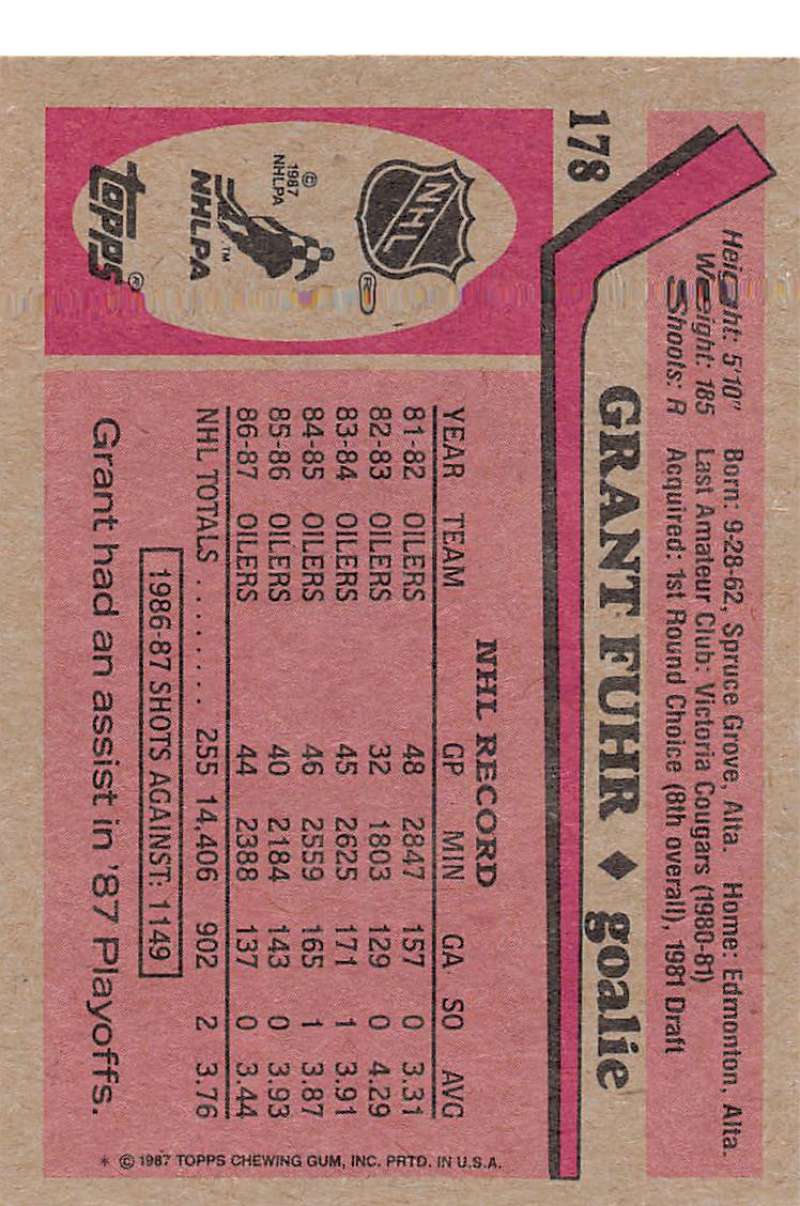 178
Height: 5'10" Born: 9-28-62, Spruce Grove, Alta. Home: Edmonton, Alta.
Weight: 185 Last Amateur Club: Victoria Cougars (1980-81)
Shoots: R Acquired: 1st Round Choice (8th overall), 1981 Draft
GRANT FUHR ♦ goalie
NHL
®
© 1987 NHLPA
NHLPA™
TOPPS®
NHL RECORD
YEAR TEAM GP MIN GA SO AVG
81-82 OILERS 48 2847 157 0 3.31
82-83 OILERS 32 1803 129 0 4.29
83-84 OILERS 45 2625 171 1 3.91
84-85 OILERS 46 2559 165 1 3.87
85-86 OILERS 40 2184 143 0 3.93
86-87 OILERS 44 2388 137 0 3.44
NHL TOTALS ......... 255 14,406 902 2 3.76
1986-87 SHOTS AGAINST: 1149
Grant had an assist in '87 Playoffs.
* © 1987 TOPPS CHEWING GUM, INC. PRTD. IN U.S.A.